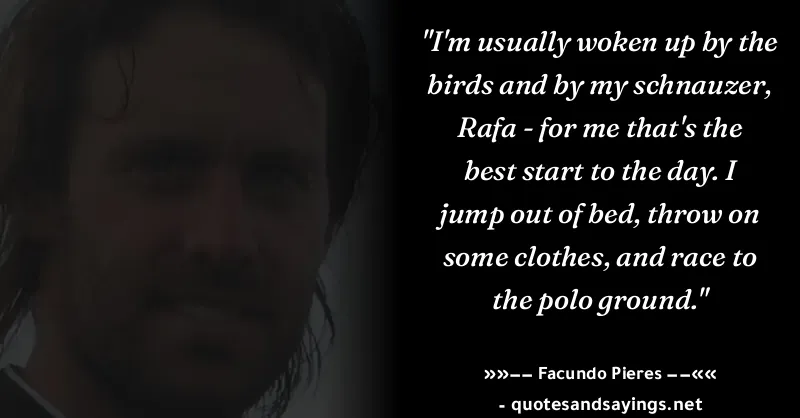 "I'm usually woken up by the
birds and by my schnauzer,
Rafa - for me that's the
best start to the day. I
jump out of bed, throw on
some clothes, and race to
the polo ground."
»»−− Facundo Pieres −−««
- quotesandsayings.net